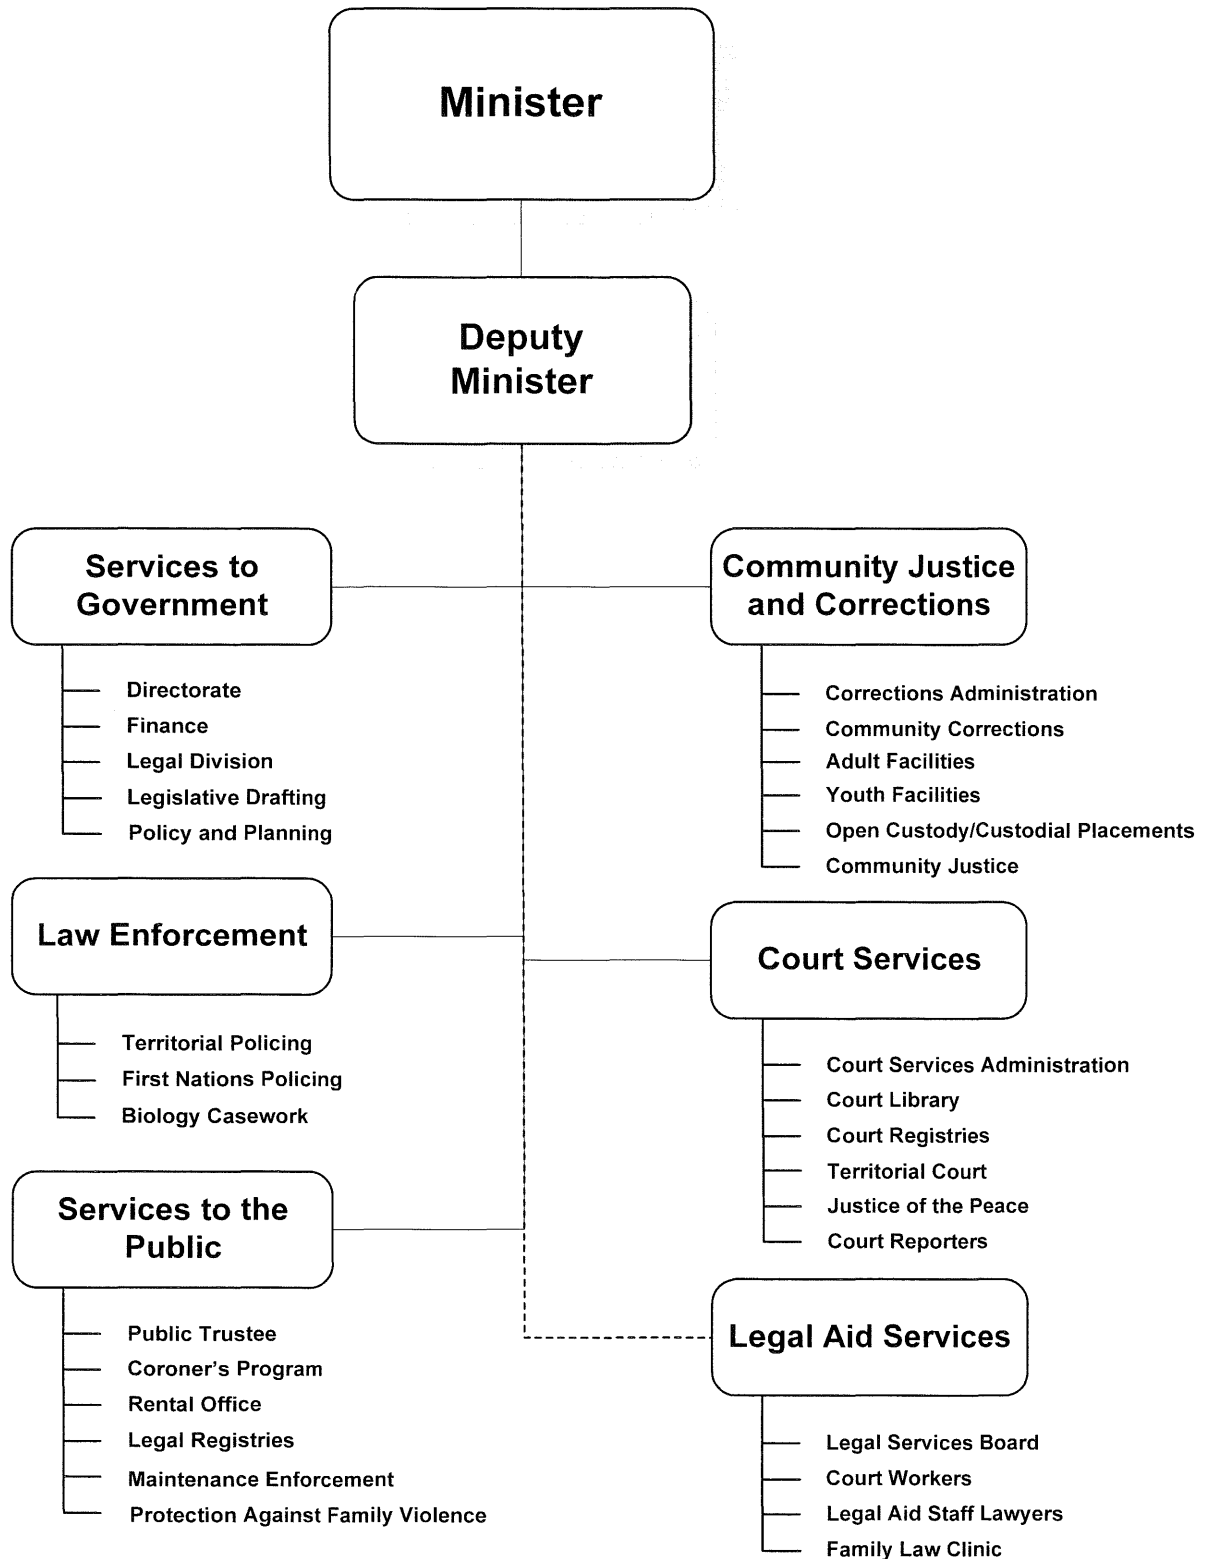 Minister
Deputy
Minister
Services to
Government
Directorate
Finance
Legal Division
Legislative Drafting
Policy and Planning
Community Justice
and Corrections
Corrections Administration
Community Corrections
Adult Facilities
Youth Facilities
Open Custody/Custodial Placements
Community Justice
Law Enforcement
Territorial Policing
First Nations Policing
Biology Casework
Court Services
Court Services Administration
Court Library
Court Registries
Territorial Court
Justice of the Peace
Court Reporters
Services to the
Public
Public Trustee
Coroner's Program
Rental Office
Legal Registries
Maintenance Enforcement
Protection Against Family Violence
Legal Aid Services
Legal Services Board
Court Workers
Legal Aid Staff Lawyers
Family Law Clinic